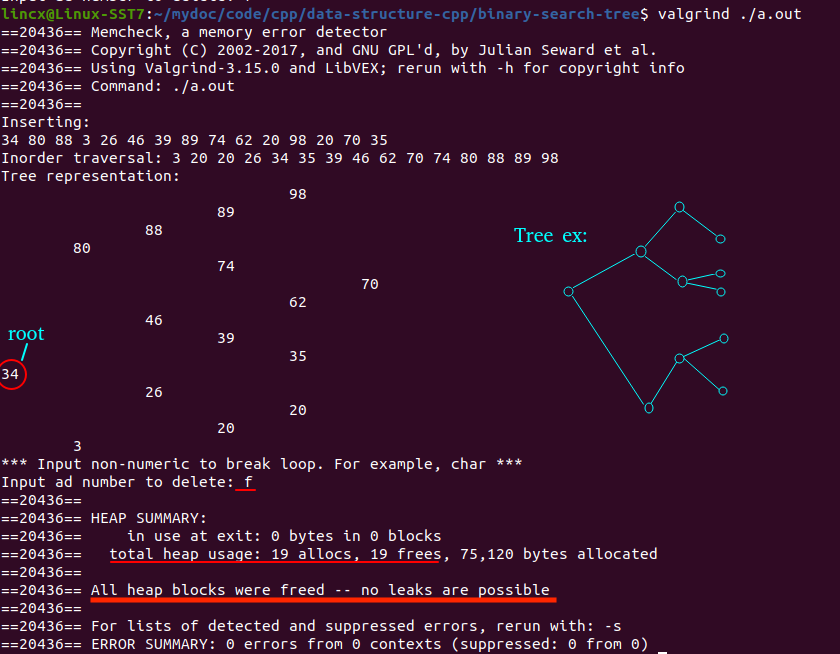 lincx@Linux-SST7:~/mydoc/code/cpp/data-structure-cpp/binary-search-tree$ valgrind ./a.out
==20436== Memcheck, a memory error detector
==20436== Copyright (C) 2002-2017, and GNU GPL'd, by Julian Seward et al.
==20436== Using Valgrind-3.15.0 and LibVEX; rerun with -h for copyright info
==20436== Command: ./a.out
==20436==
Inserting:
34 80 88 3 26 46 39 89 74 62 20 98 20 70 35
Inorder traversal: 3 20 20 26 34 35 39 46 62 70 74 80 88 89 98
Tree representation:
98
89
88
Tree ex:
80
74
70
62
46
root
39
35
34
26
20
20
3
*** Input non-numeric to break loop. For example, char ***
Input ad number to delete: f
==20436==
==20436== HEAP SUMMARY:
==20436== in use at exit: 0 bytes in 0 blocks
==20436== total heap usage: 19 allocs, 19 frees, 75,120 bytes allocated
==20436==
==20436== All heap blocks were freed -- no leaks are possible
==20436==
==20436== For lists of detected and suppressed errors, rerun with: -s
==20436== ERROR SUMMARY: 0 errors from 0 contexts (suppressed: 0 from 0)